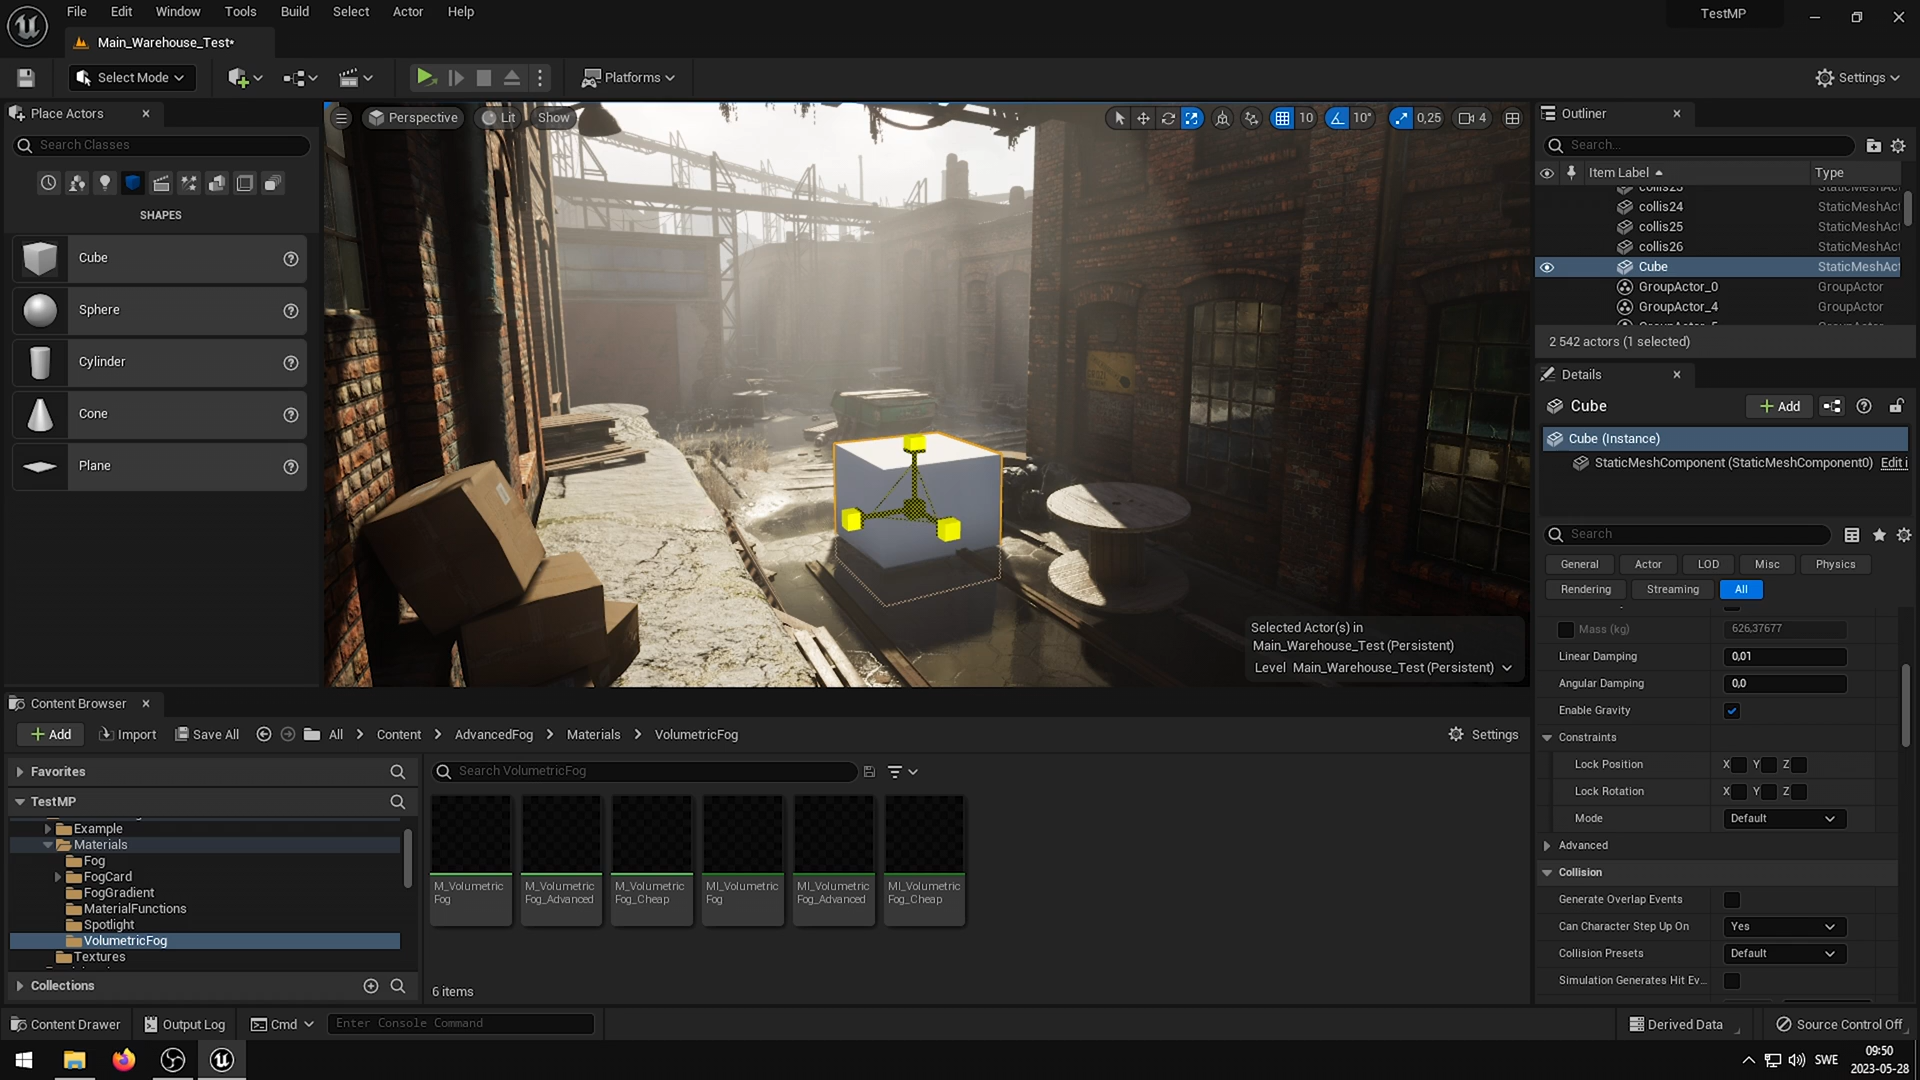 File Edit Window Tools Build Select Actor Help
TestMP
Main_Warehouse_Test*
Select Mode
Platforms
Settings
Place Actors
Search Classes
SHAPES
Cube
Sphere
Cylinder
Cone
Plane
Perspective Lit Show
10 10° 0,25 4
Selected Actor(s) in
Main_Warehouse_Test (Persistent)
Level Main_Warehouse_Test (Persistent)
Outliner
Search...
Item Label Type
collis24 StaticMeshAct
collis25 StaticMeshAct
collis26 StaticMeshAct
Cube StaticMeshAct
GroupActor_0 GroupActor
GroupActor_4 GroupActor
2 542 actors (1 selected)
Details
Cube
Add
Cube (Instance)
StaticMeshComponent (StaticMeshComponent0) Edit i
Search
General Actor LOD Misc Physics
Rendering Streaming All
Mass (kg) 626,37677
Linear Damping 0,01
Angular Damping 0,0
Enable Gravity
Constraints
Lock Position X Y Z
Lock Rotation X Y Z
Mode Default
Advanced
Collision
Generate Overlap Events
Can Character Step Up On Yes
Collision Presets Default
Simulation Generates Hit Ev...
Content Browser
Add Import Save All All > Content > AdvancedFog > Materials > VolumetricFog
Settings
Favorites
TestMP
Example
Materials
Fog
FogCard
FogGradient
MaterialFunctions
Spotlight
VolumetricFog
Textures
Collections
Search VolumetricFog
M_Volumetric
Fog
M_Volumetric
Fog_Advanced
M_Volumetric
Fog_Cheap
MI_Volumetric
Fog
MI_Volumetric
Fog_Advanced
MI_Volumetric
Fog_Cheap
6 items
Content Drawer Output Log Cmd Enter Console Command
Derived Data Source Control Off
SWE
09:50
2023-05-28